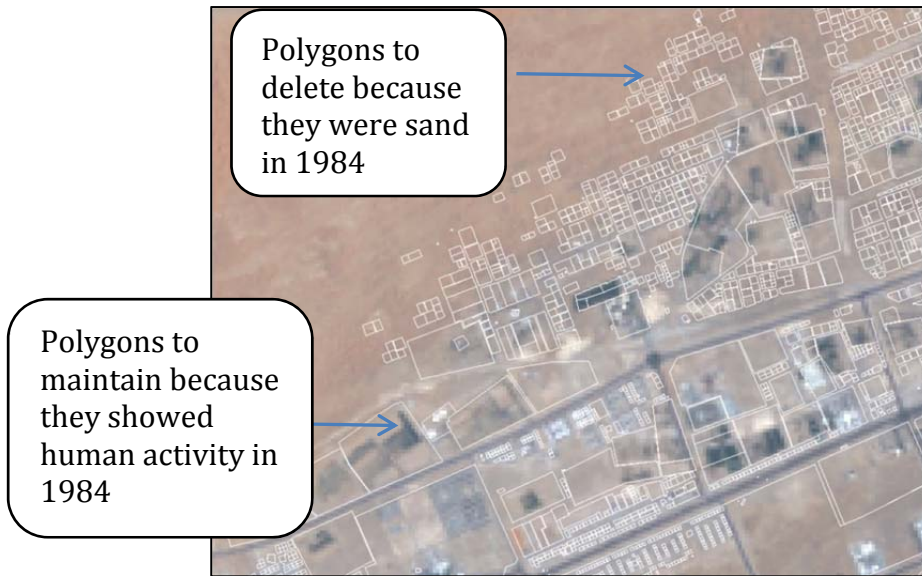 Polygons to
delete because
they were sand
in 1984
Polygons to
maintain because
they showed
human activity in
1984